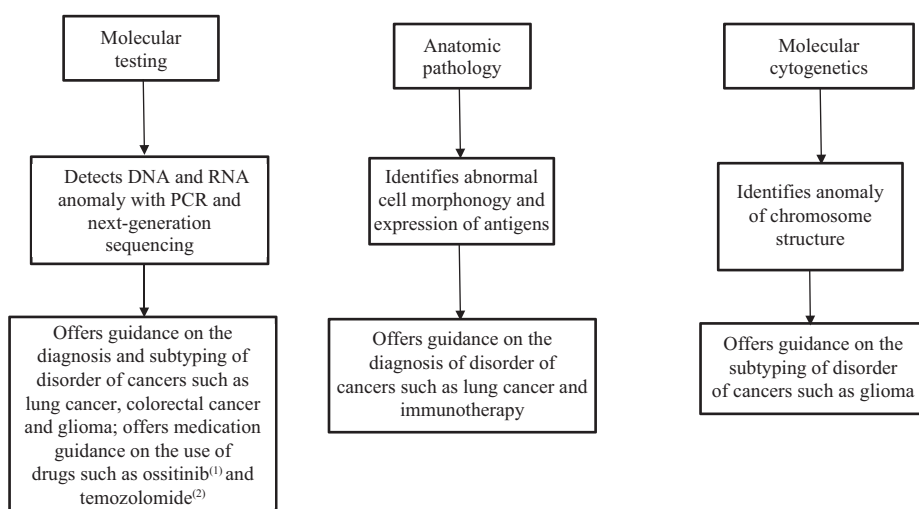 Molecular
testing
Detects DNA and RNA
anomaly with PCR and
next-generation
sequencing
Offers guidance on the
diagnosis and subtyping of
disorder of cancers such as
lung cancer, colorectal cancer
and glioma; offers medication
guidance on the use of
drugs such as ossitinib(1) and
temozolomide(2)
Anatomic
pathology
Identifies abnormal
cell morphonogy and
expression of antigens
Offers guidance on the
diagnosis of disorder of
cancers such as lung cancer and
immunotherapy
Molecular
cytogenetics
Identifies anomaly
of chromosome
structure
Offers guidance on the
subtyping of disorder
of cancers such as glioma